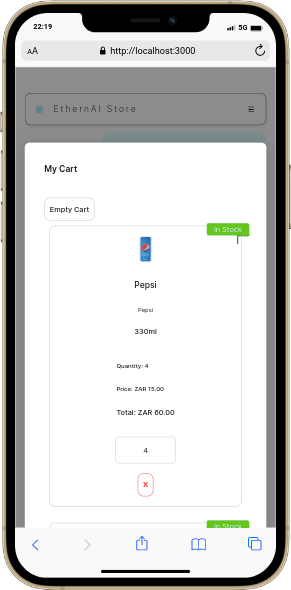 22:19
5G
AA
http://localhost:3000
EthernAI Store
My Cart
Empty Cart
In Stock
Pepsi
Pepsi
330ml
Quantity: 4
Price: ZAR 15.00
Total: ZAR 60.00
4
X
In Stock